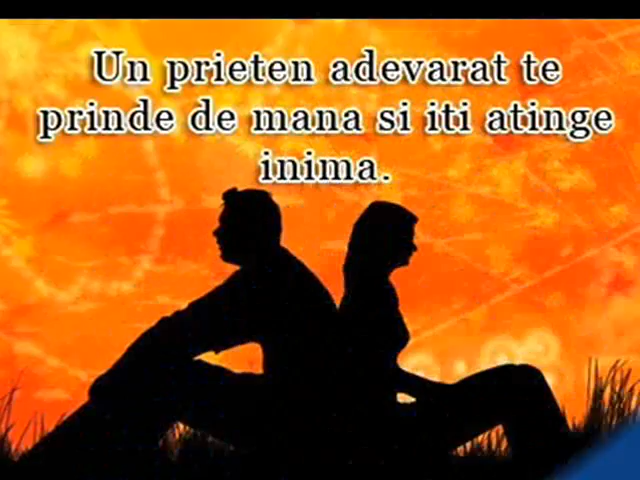 Un prieten adevarat te
prinde de mana si iti atinge
inima.